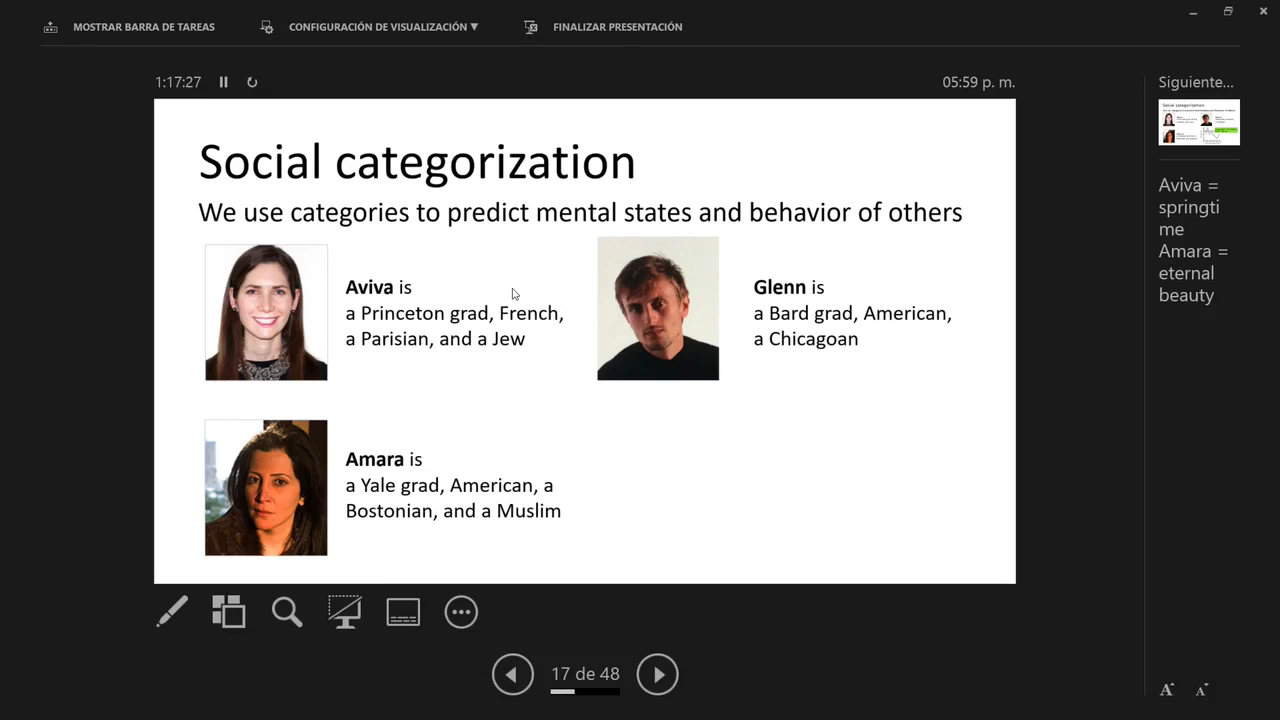 MOSTRAR BARRA DE TAREAS
CONFIGURACIÓN DE VISUALIZACIÓN ▼
FINALIZAR PRESENTACIÓN
1:17:27
05:59 p. m.
Siguiente...
Social categorization
We use categories to predict mental states and behavior of others
Aviva is
a Princeton grad, French,
a Parisian, and a Jew
Glenn is
a Bard grad, American,
a Chicagoan
Amara is
a Yale grad, American, a
Bostonian, and a Muslim
Social categorization
Aviva =
springti
me
Amara =
eternal
beauty
17 de 48
A
A